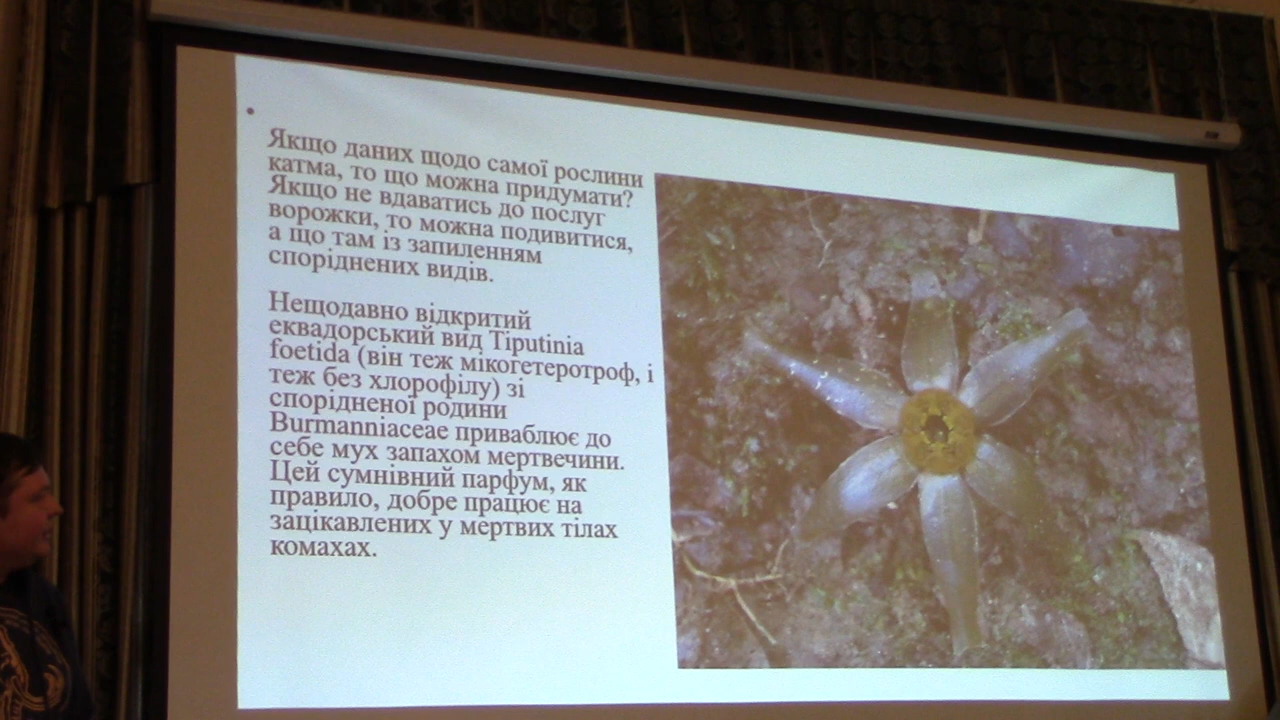 Якщо даних щодо самої рослини
катма, то що можна придумати?
Якщо не вдаватись до послуг
ворожки, то можна подивитися,
а що там із запиленням
споріднених видів.
Нещодавно відкритий
еквадорський вид Tiputinia
foetida (він теж мікогетеротроф, і
теж без хлорофілу) зі
спорідненої родини
Burmanniaceae приваблює до
себе мух запахом мертвечини.
Цей сумнівний парфум, як
правило, добре працює на
зацікавлених у мертвих тілах
комахах.